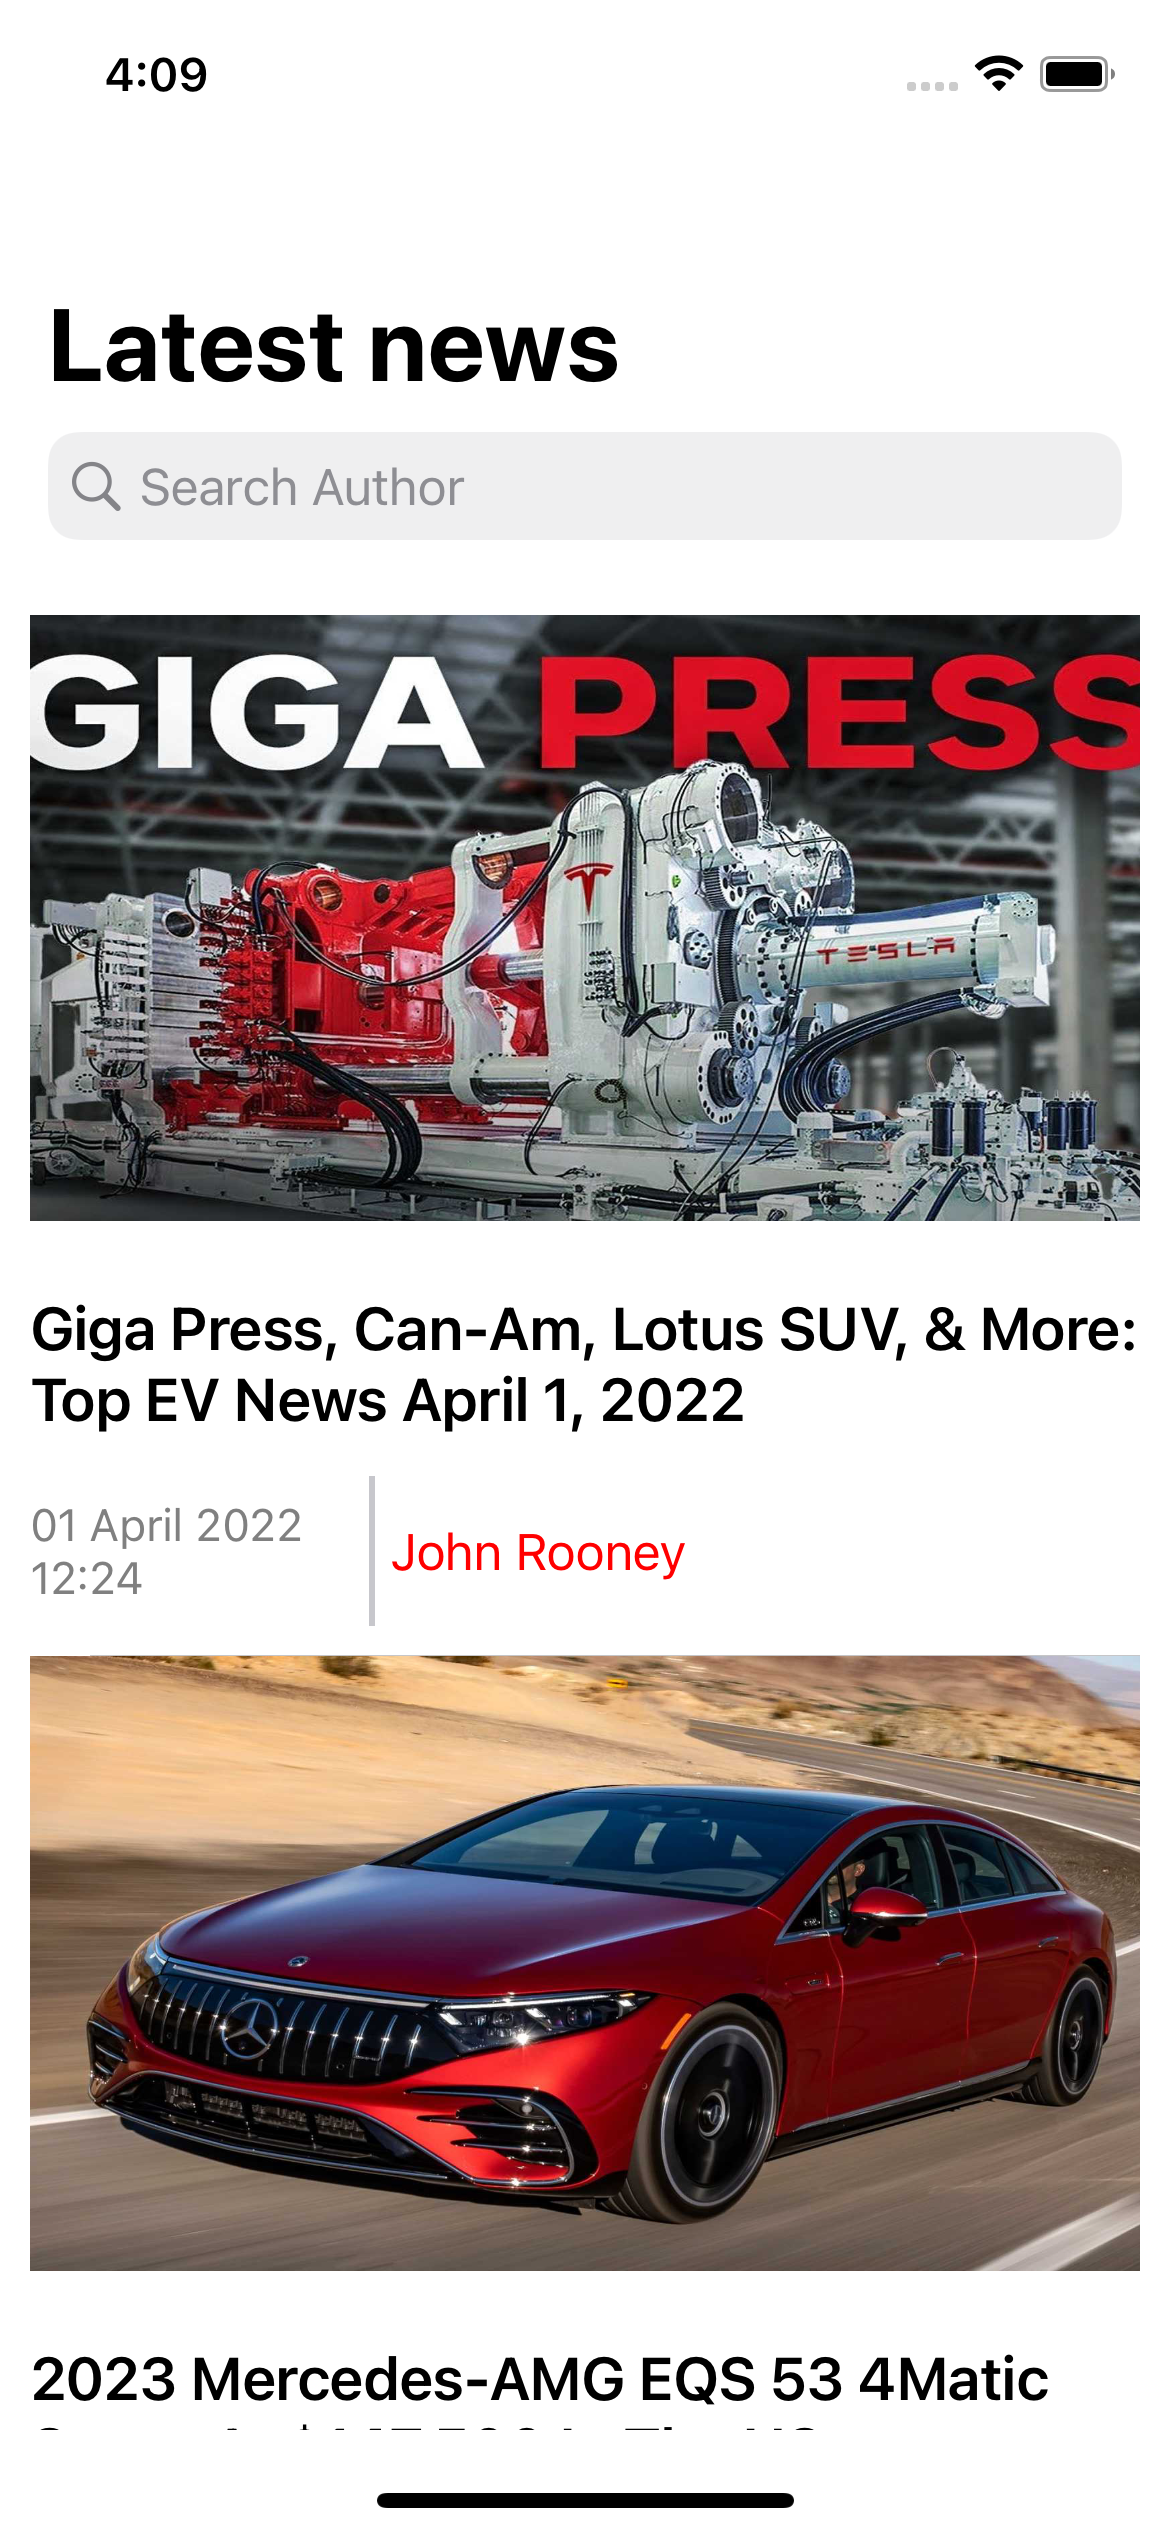 4:09
Latest news
Search Author
GIGA PRESS
TESLA
Giga Press, Can-Am, Lotus SUV, & More:
Top EV News April 1, 2022
01 April 2022
12:24
John Rooney
2023 Mercedes-AMG EQS 53 4Matic